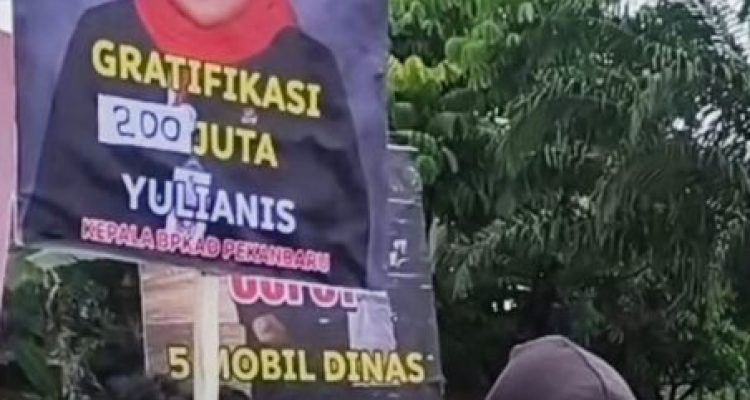 GRATIFIKASI
200 JUTA
YULIANIS
KEPALA BPKAD PEKANBARU
5 MOBIL DINAS